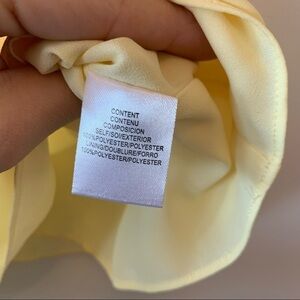 CONTENT
CONTENU
COMPOSICION
SELF/SOI/EXTERIOR
100%POLYESTER/POLYESTER
LINING/DOUBLURE/FORRO
100%POLYESTER/POLYESTER